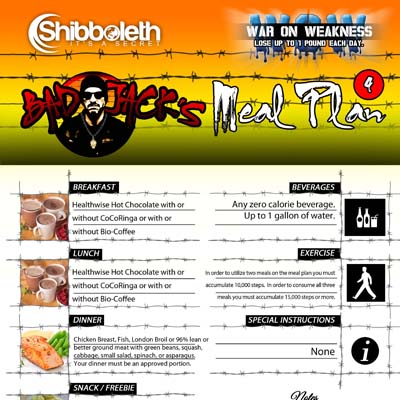 Shibboleth
IT'S A SECRET
WAR ON WEAKNESS
LOSE UP TO 1 POUND EACH DAY.
BAD JACK'S
Meal Plan
4
BREAKFAST
Healthwise Hot Chocolate with or
without CoCoRinga or with or
without Bio-Coffee
BEVERAGES
Any zero calorie beverage.
Up to 1 gallon of water.
LUNCH
Healthwise Hot Chocolate with or
without CoCoRinga or with or
without Bio-Coffee
EXERCISE
In order to utilize two meals on the meal plan you must
accumulate 10,000 steps. In order to consume all three
meals you must accumulate 15,000 steps or more.
DINNER
Chicken Breast, Fish, London Broil or 96% lean or
better ground meat with green beans, squash,
cabbage, small salad, spinach, or asparagus.
Your dinner must be an approved portion.
SPECIAL INSTRUCTIONS
None
i
SNACK / FREEBIE
Notes